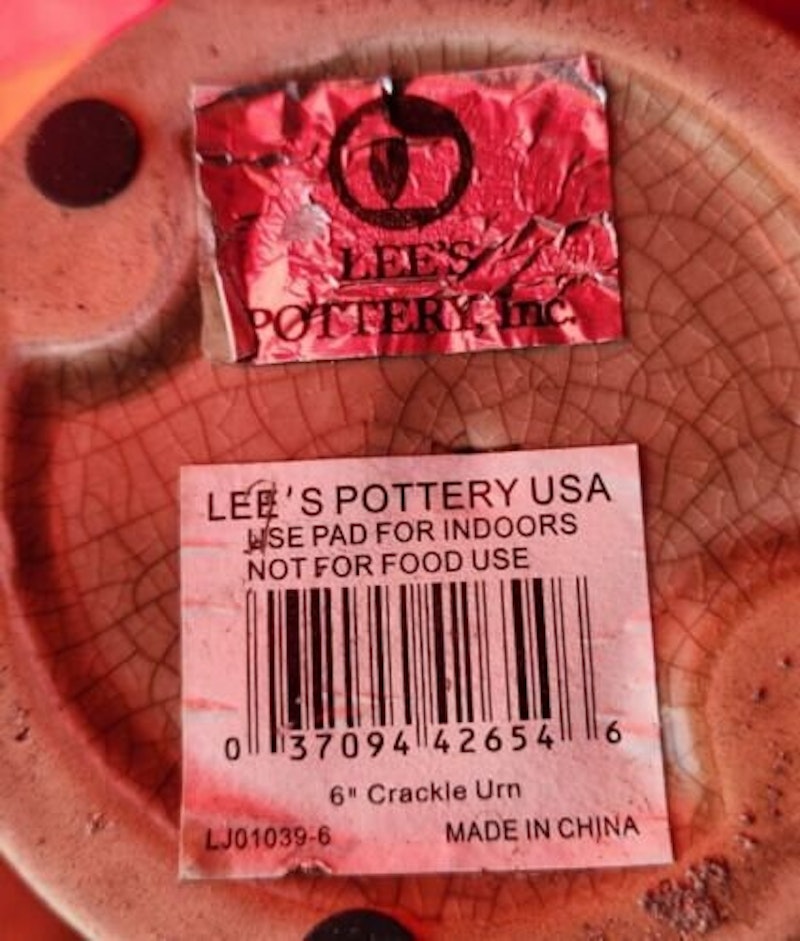 LEE'S
POTTERY, Inc.
LEE'S POTTERY USA
USE PAD FOR INDOORS
NOT FOR FOOD USE
0 37094 42654 6
6" Crackle Urn
LJ01039-6 MADE IN CHINA